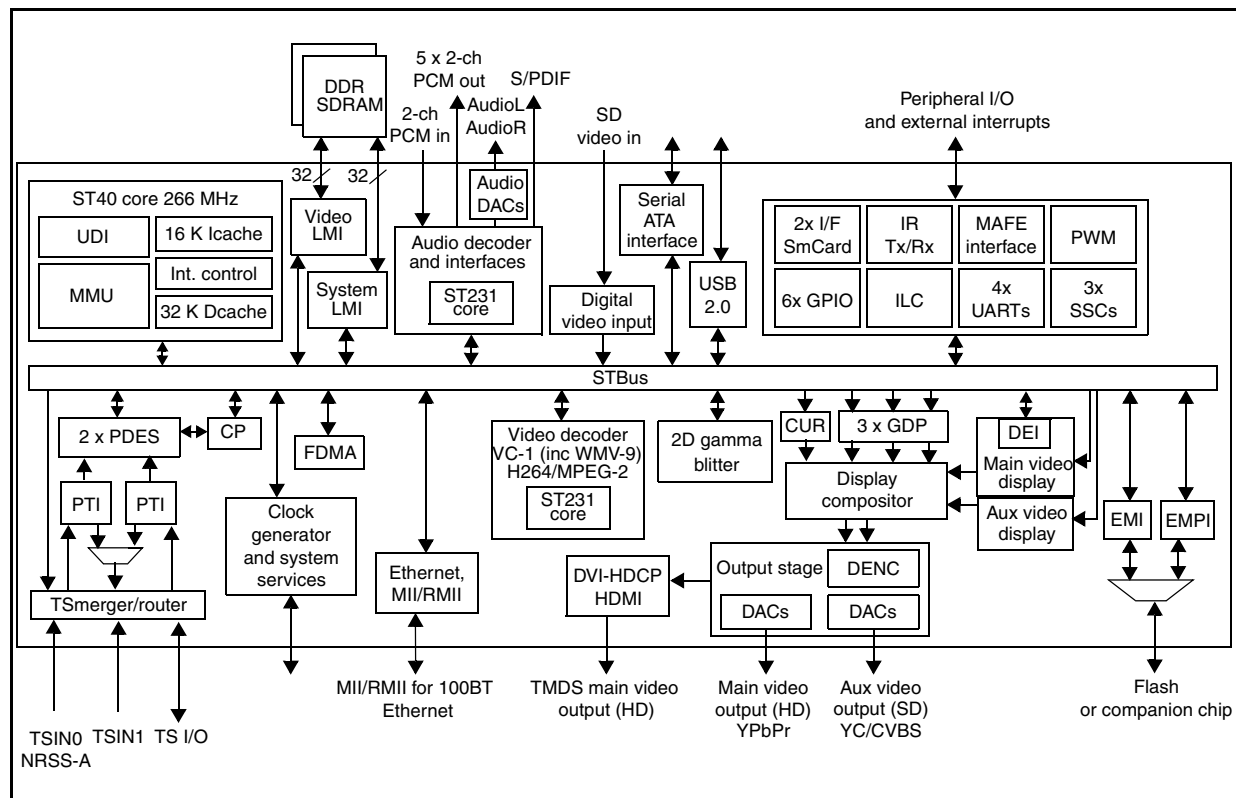 DDR
SDRAM
5 x 2-ch
PCM out
S/PDIF
2-ch
PCM in
AudioL
AudioR
SD
video in
Peripheral I/O
and external interrupts
32
32
ST40 core 266 MHz
UDI
16 K Icache
MMU
Int. control
32 K Dcache
Video
LMI
System
LMI
Audio
DACs
Audio decoder
and interfaces
ST231
core
Digital
video input
Serial
ATA
interface
USB
2.0
2x I/F
SmCard
IR
Tx/Rx
MAFE
interface
PWM
6x GPIO
ILC
4x
UARTs
3x
SSCs
STBus
2 x PDES
CP
FDMA
PTI
PTI
TSmerger/router
Clock
generator
and system
services
Ethernet,
MII/RMII
Video decoder
VC-1 (inc WMV-9)
H264/MPEG-2
ST231
core
2D gamma
blitter
CUR
3 x GDP
DEI
Main video
display
Display
compositor
Aux video
display
EMI
EMPI
DVI-HDCP
HDMI
Output stage
DENC
DACs
DACs
TSIN0
NRSS-A
TSIN1
TS I/O
MII/RMII for 100BT
Ethernet
TMDS main video
output (HD)
Main video
output (HD)
YPbPr
Aux video
output (SD)
YC/CVBS
Flash
or companion chip